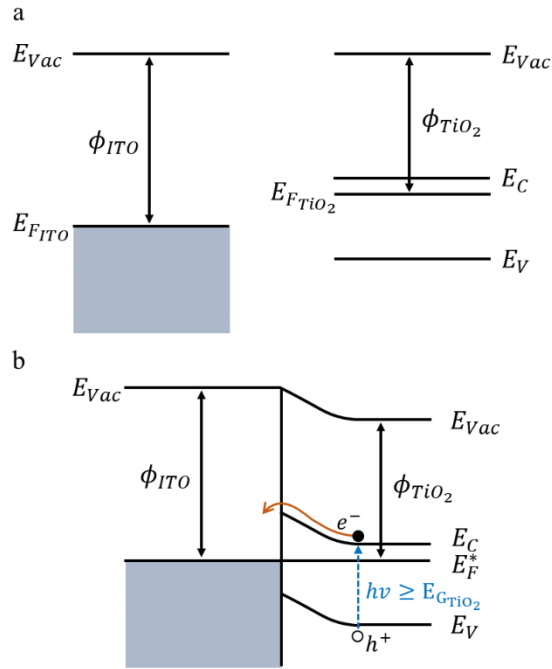 a
E_Vac E_Vac
ϕ_ITO ϕ_TiO₂
E_C
E_F_TiO₂
E_F_ITO
E_V
b
E_Vac
E_Vac
ϕ_ITO ϕ_TiO₂
e⁻
E_C
E_F^*
hv ≥ E_G_TiO₂
E_V
h⁺